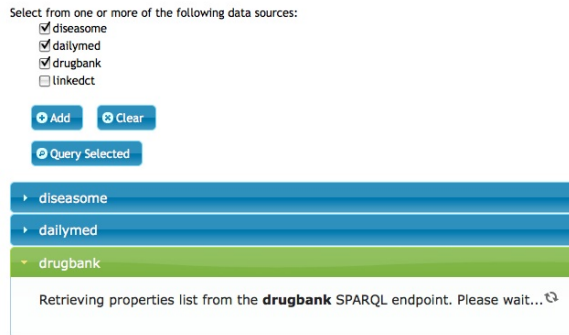 Select from one or more of the following data sources:
diseasome
dailymed
drugbank
linkedct
Add Clear
Query Selected
diseasome
dailymed
drugbank
Retrieving properties list from the drugbank SPARQL endpoint. Please wait...